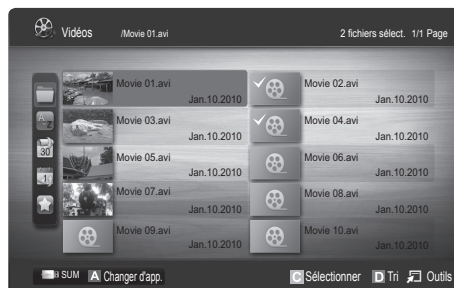 Vidéos /Movie 01.avi 2 fichiers sélect. 1/1 Page
Movie 01.avi Movie 02.avi
Jan.10.2010 Jan.10.2010
Movie 03.avi Movie 04.avi
Jan.10.2010 Jan.10.2010
Movie 05.avi Movie 06.avi
Jan.10.2010 Jan.10.2010
Movie 07.avi Movie 08.avi
Jan.10.2010 Jan.10.2010
Movie 09.avi Movie 10.avi
Jan.10.2010 Jan.10.2010
SUM A Changer d'app. C Sélectionner D Tri Outils